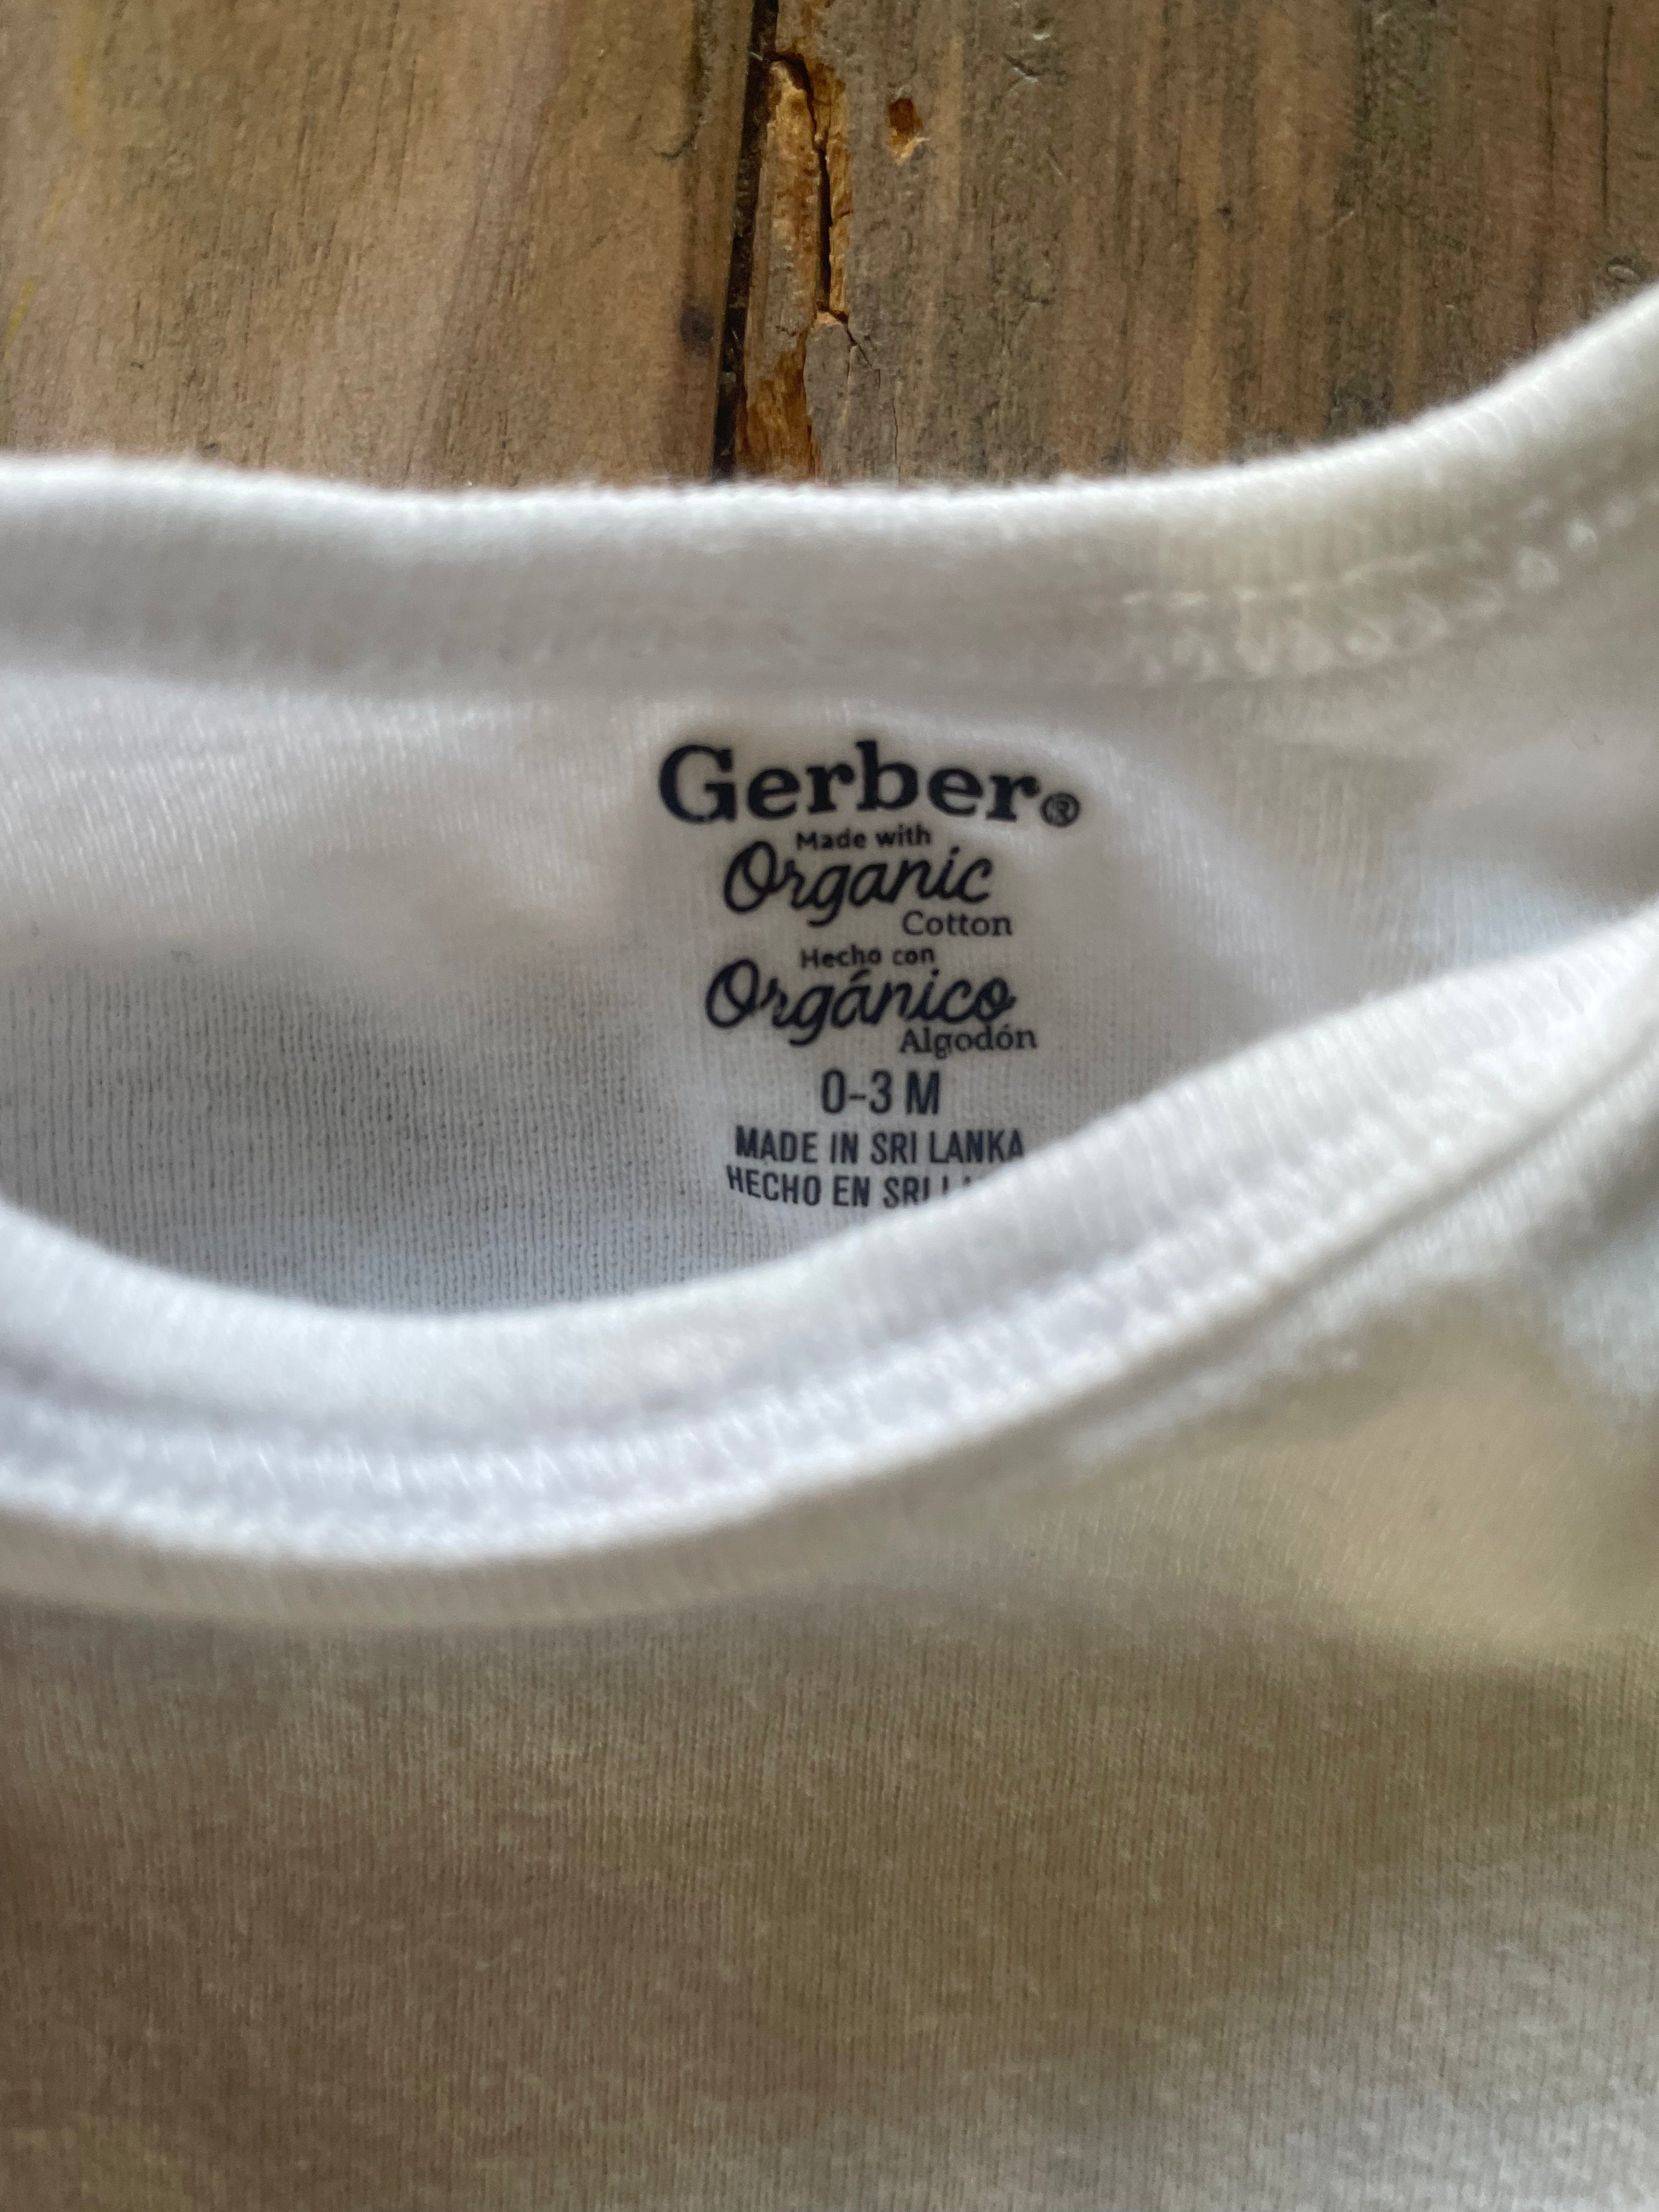 Gerber®
Made with
Organic
Cotton
Hecho con
Orgánico
Algodón
0-3 M
MADE IN SRI LANKA
HECHO EN SRI